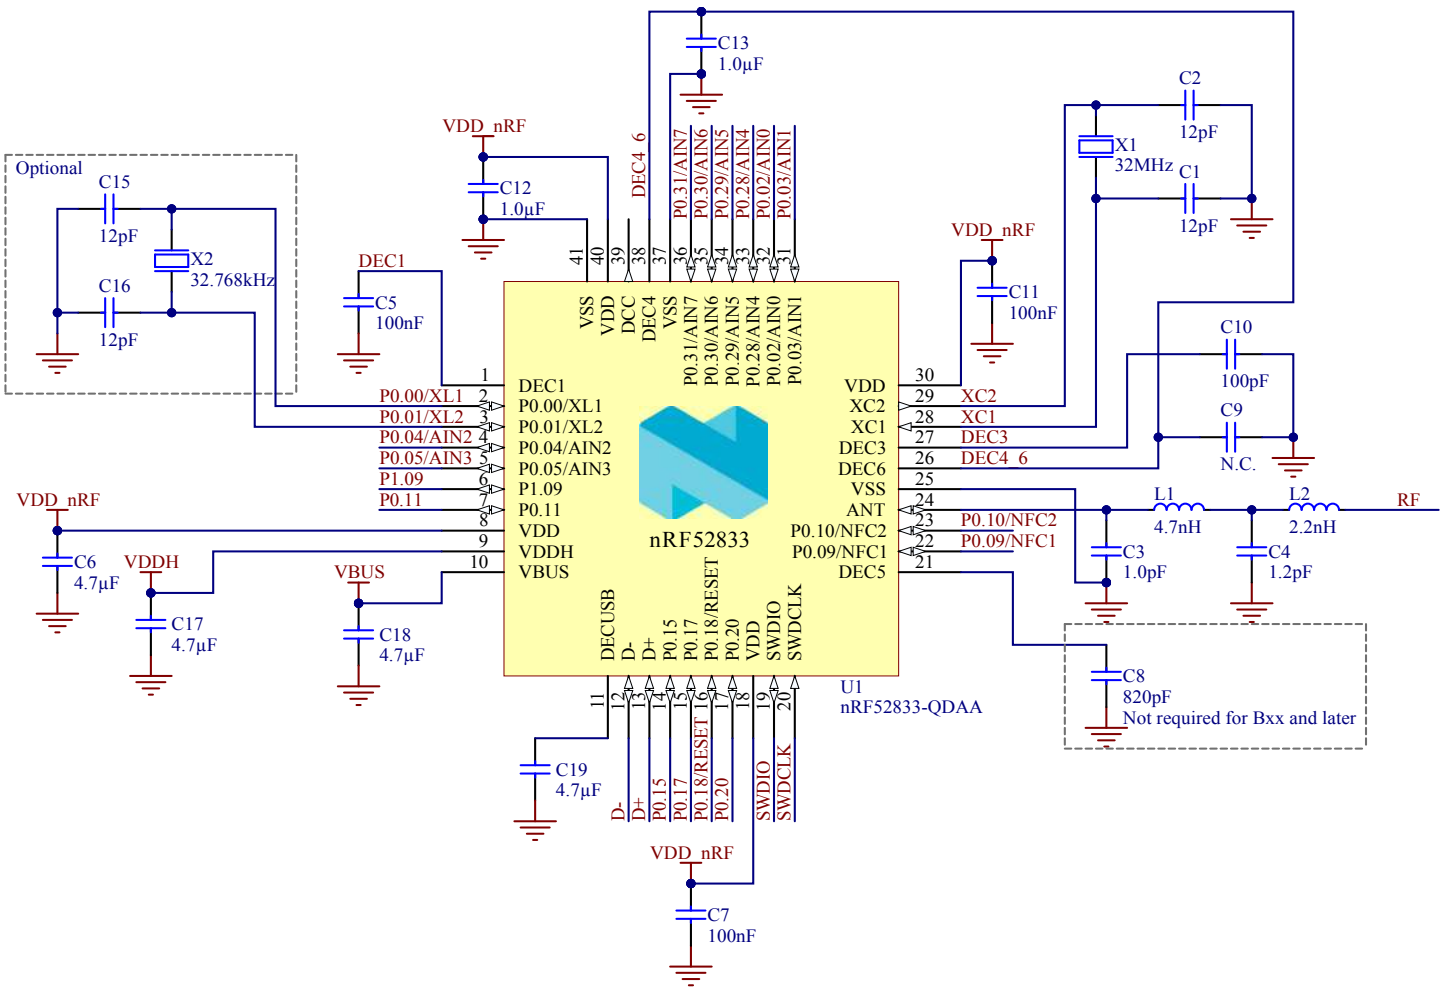 C13
1.0µF
VDD_nRF
C12
1.0µF
DEC4_6
P0.31/AIN7
P0.30/AIN6
P0.29/AIN5
P0.28/AIN4
P0.02/AIN0
P0.03/AIN1
C2
12pF
X1
32MHz
C1
12pF
Optional
C15
12pF
X2
32.768kHz
C16
12pF
DEC1
C5
100nF
VDD_nRF
C11
100nF
41
40
39
38
37
36
35
34
33
32
31
VSS
VDD
DCC
DEC4
VSS
P0.31/AIN7
P0.30/AIN6
P0.29/AIN5
P0.28/AIN4
P0.02/AIN0
P0.03/AIN1
C10
100pF
C9
N.C.
1
DEC1
P0.00/XL1
2
P0.00/XL1
P0.01/XL2
3
P0.01/XL2
P0.04/AIN2
4
P0.04/AIN2
P0.05/AIN3
5
P0.05/AIN3
P1.09
6
P1.09
P0.11
7
P0.11
8
VDD
9
VDDH
10
VBUS
VDD
30
XC2
29
XC2
XC1
28
XC1
DEC3
27
DEC3
DEC6
26
DEC4_6
VSS
25
ANT
24
P0.10/NFC2
23
P0.10/NFC2
P0.09/NFC1
22
P0.09/NFC1
DEC5
21
nRF52833
L1
4.7nH
L2
2.2nH
RF
C3
1.0pF
C4
1.2pF
VDD_nRF
C6
4.7µF
VDDH
C17
4.7µF
VBUS
C18
4.7µF
DECUSB
D-
D+
P0.15
P0.17
P0.18/RESET
P0.20
VDD
SWDIO
SWDCLK
11
12
13
14
15
16
17
18
19
20
U1
nRF52833-QDAA
C8
820pF
Not required for Bxx and later
C19
4.7µF
D-
D+
P0.15
P0.17
P0.18/RESET
P0.20
SWDIO
SWDCLK
VDD_nRF
C7
100nF